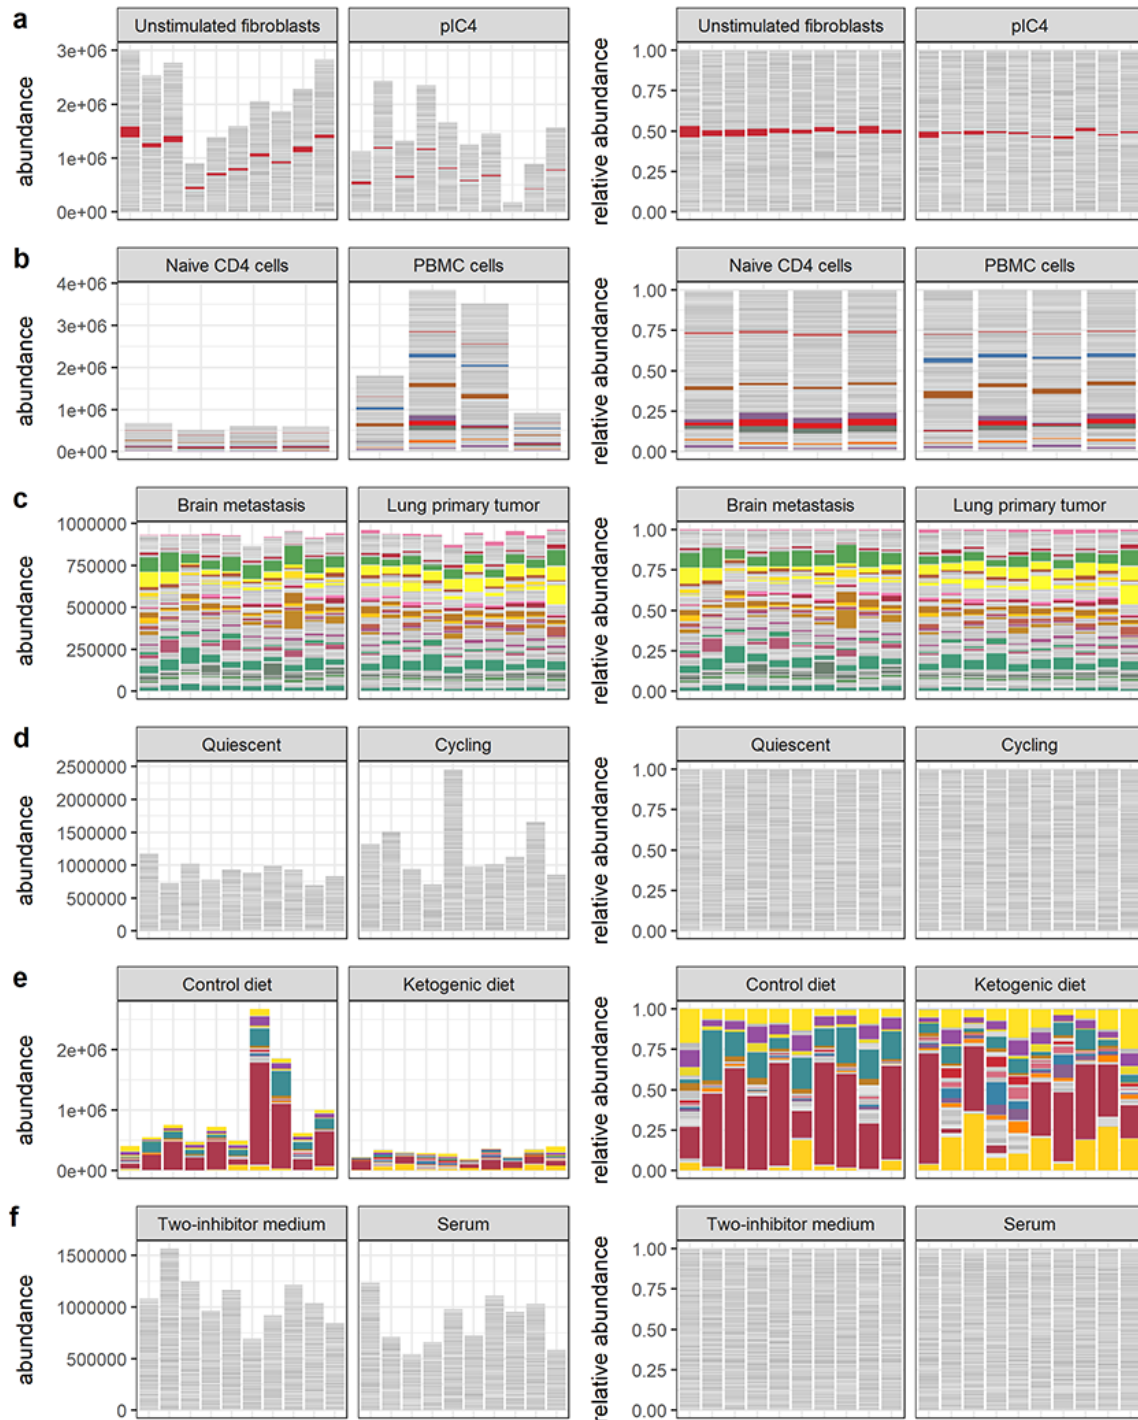 a
Unstimulated fibroblasts
pIC4
Unstimulated fibroblasts
pIC4
abundance
3e+06
2e+06
1e+06
0e+00
relative abundance
1.00
0.75
0.50
0.25
0.00
b
Naive CD4 cells
PBMC cells
Naive CD4 cells
PBMC cells
abundance
4e+06
3e+06
2e+06
1e+06
0e+00
relative abundance
1.00
0.75
0.50
0.25
0.00
c
Brain metastasis
Lung primary tumor
Brain metastasis
Lung primary tumor
abundance
1000000
750000
500000
250000
0
relative abundance
1.00
0.75
0.50
0.25
0.00
d
Quiescent
Cycling
Quiescent
Cycling
abundance
2500000
2000000
1500000
1000000
500000
0
relative abundance
1.00
0.75
0.50
0.25
0.00
e
Control diet
Ketogenic diet
Control diet
Ketogenic diet
abundance
2e+06
1e+06
0e+00
relative abundance
1.00
0.75
0.50
0.25
0.00
f
Two-inhibitor medium
Serum
Two-inhibitor medium
Serum
abundance
1500000
1000000
500000
0
relative abundance
1.00
0.75
0.50
0.25
0.00